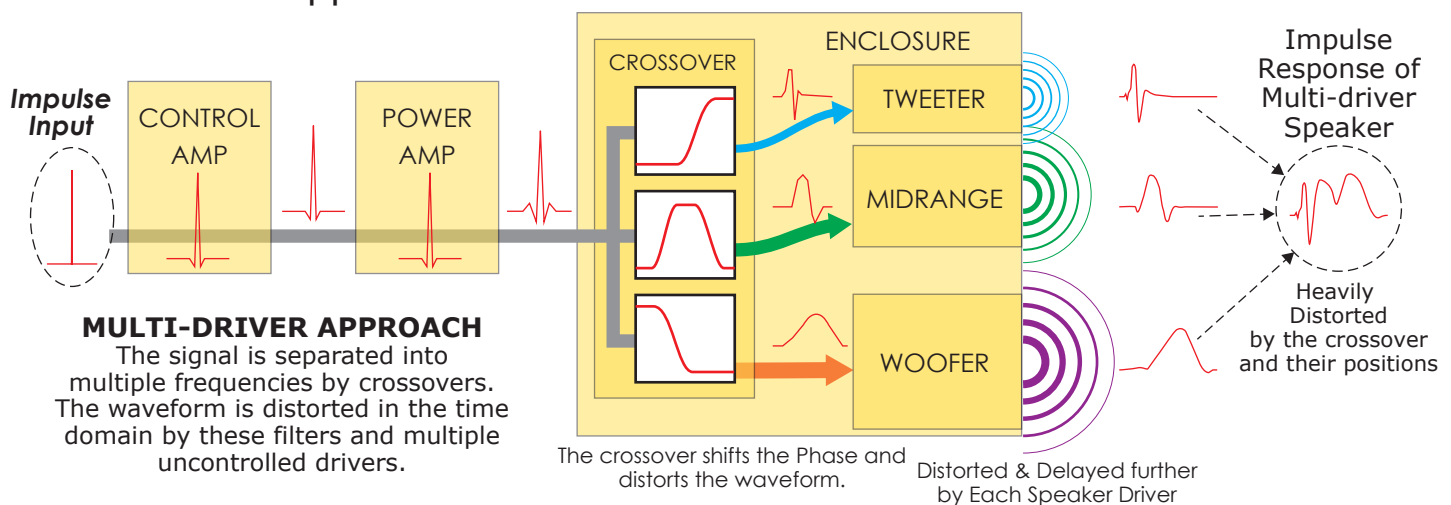 Impulse
Input
CONTROL
AMP
POWER
AMP
ENCLOSURE
CROSSOVER
TWEETER
MIDRANGE
WOOFER
Impulse
Response of
Multi-driver
Speaker
Heavily
Distorted
by the crossover
and their positions
MULTI-DRIVER APPROACH
The signal is separated into
multiple frequencies by crossovers.
The waveform is distorted in the time
domain by these filters and multiple
uncontrolled drivers.
The crossover shifts the Phase and
distorts the waveform.
Distorted & Delayed further
by Each Speaker Driver